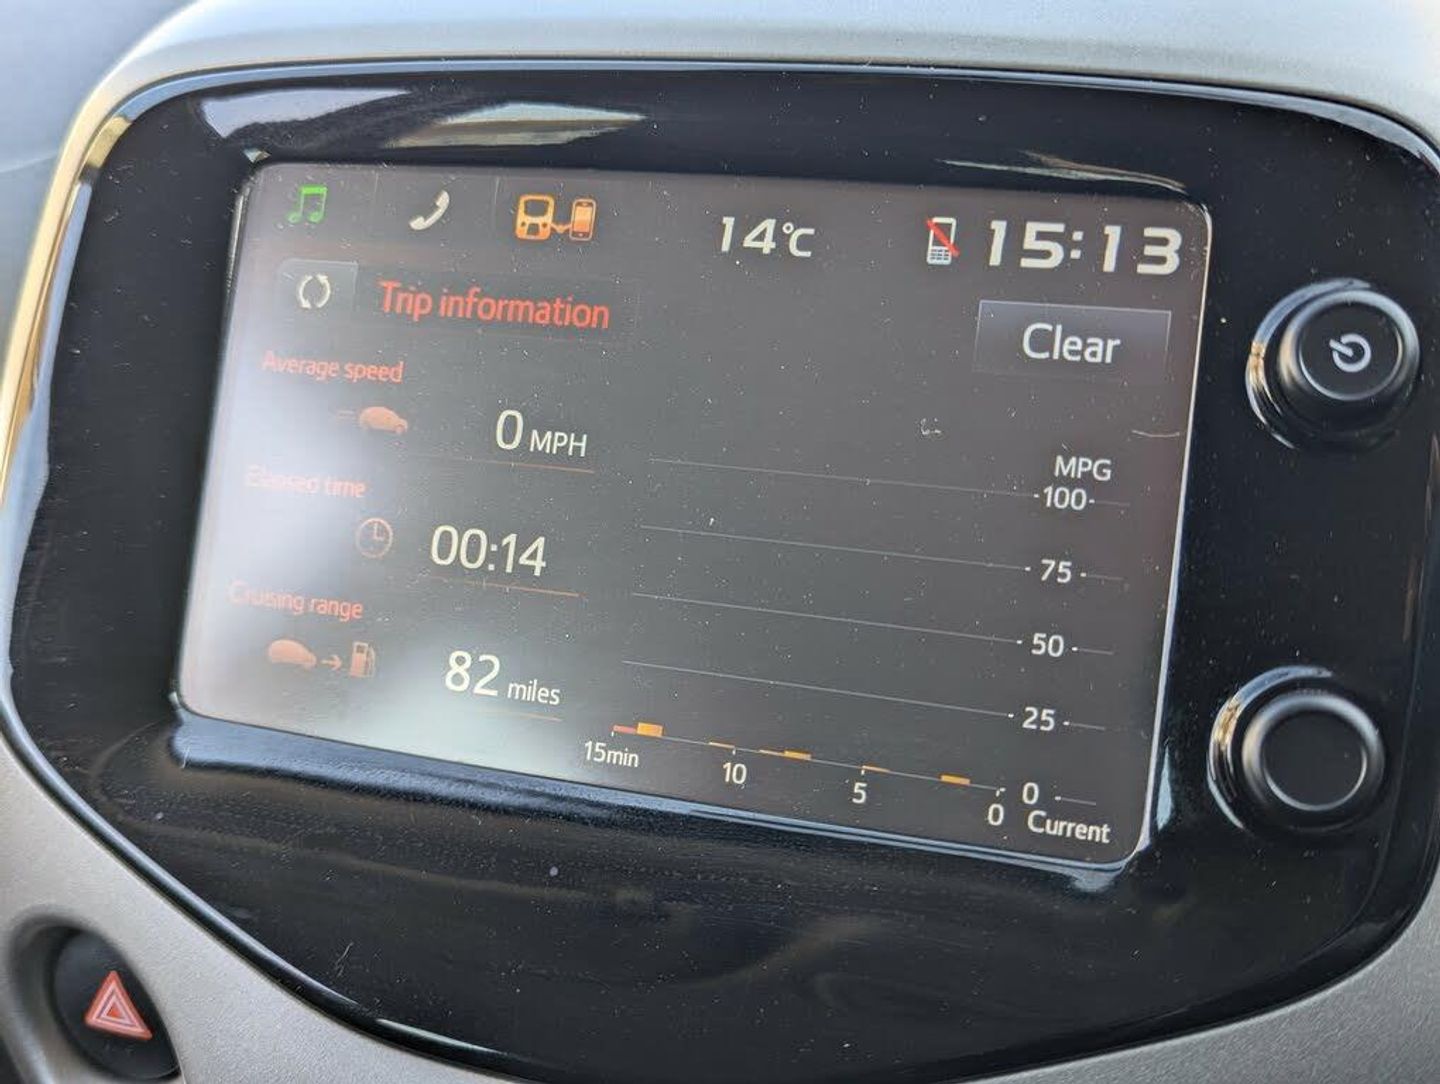 14℃ 15:13
Trip information
Clear
Average speed
0 MPH
MPG
100
Elapsed time
00:14
75
50
Cruising range
82 miles
25
15min 10 5 0
0
Current